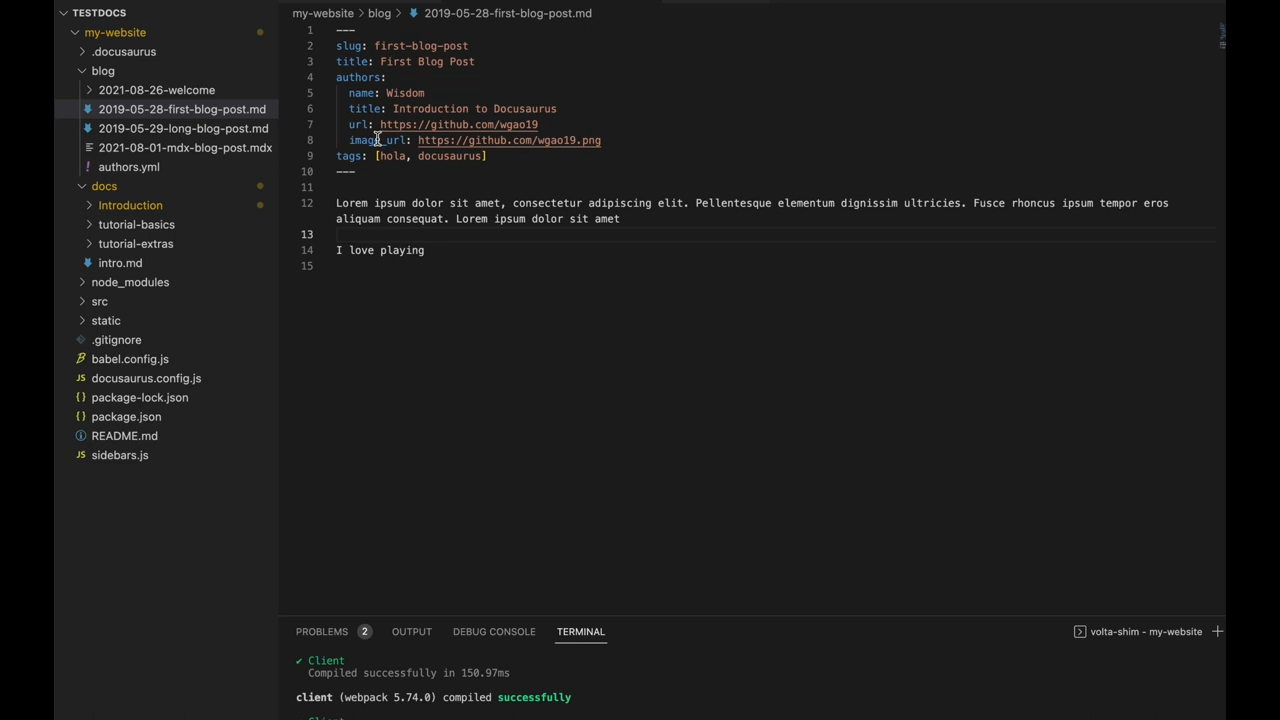 TESTDOCS
my-website
.docusaurus
blog
2021-08-26-welcome
2019-05-28-first-blog-post.md
2019-05-29-long-blog-post.md
2021-08-01-mdx-blog-post.mdx
! authors.yml
docs
Introduction
tutorial-basics
tutorial-extras
intro.md
node_modules
src
static
.gitignore
babel.config.js
JS docusaurus.config.js
{} package-lock.json
{} package.json
README.md
JS sidebars.js
my-website > blog > 2019-05-28-first-blog-post.md
1 ---
2 slug: first-blog-post
3 title: First Blog Post
4 authors:
5 name: Wisdom
6 title: Introduction to Docusaurus
7 url: https://github.com/wgao19
8 image_url: https://github.com/wgao19.png
9 tags: [hola, docusaurus]
10 ---
11
12 Lorem ipsum dolor sit amet, consectetur adipiscing elit. Pellentesque elementum dignissim ultricies. Fusce rhoncus ipsum tempor eros
aliquam consequat. Lorem ipsum dolor sit amet
13
14 I love playing
15
PROBLEMS 2 OUTPUT DEBUG CONSOLE TERMINAL volta-shim - my-website
✔ Client
Compiled successfully in 150.97ms
client (webpack 5.74.0) compiled successfully